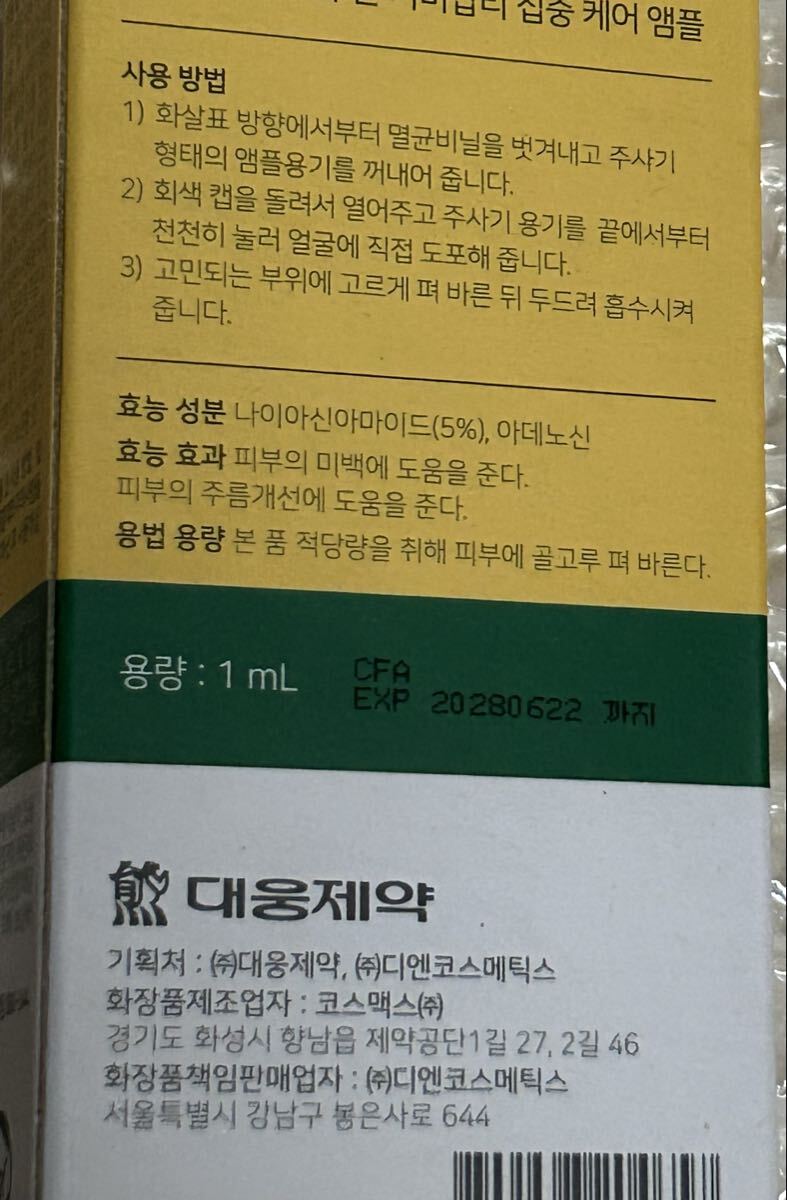 집중 케어 앰플
사용 방법
1) 화살표 방향에서부터 멸균비닐을 벗겨내고 주사기
형태의 앰플용기를 꺼내어 줍니다.
2) 회색 캡을 돌려서 열어주고 주사기 용기를 끝에서부터
천천히 눌러 얼굴에 직접 도포해 줍니다.
3) 고민되는 부위에 고르게 펴 바른 뒤 두드려 흡수시켜
줍니다.
효능 성분 나이아신아마이드(5%), 아데노신
효능 효과 피부의 미백에 도움을 준다.
피부의 주름개선에 도움을 준다.
용법 용량 본 품 적당량을 취해 피부에 골고루 펴 바른다.
용량 : 1 mL
CFA
EXP 20280622 까지
대웅제약
기획처 : ㈜대웅제약, ㈜디엔코스메틱스
화장품제조업자 : 코스맥스㈜
경기도 화성시 향남읍 제약공단1길 27, 2길 46
화장품책임판매업자 : ㈜디엔코스메틱스
서울특별시 강남구 봉은사로 644